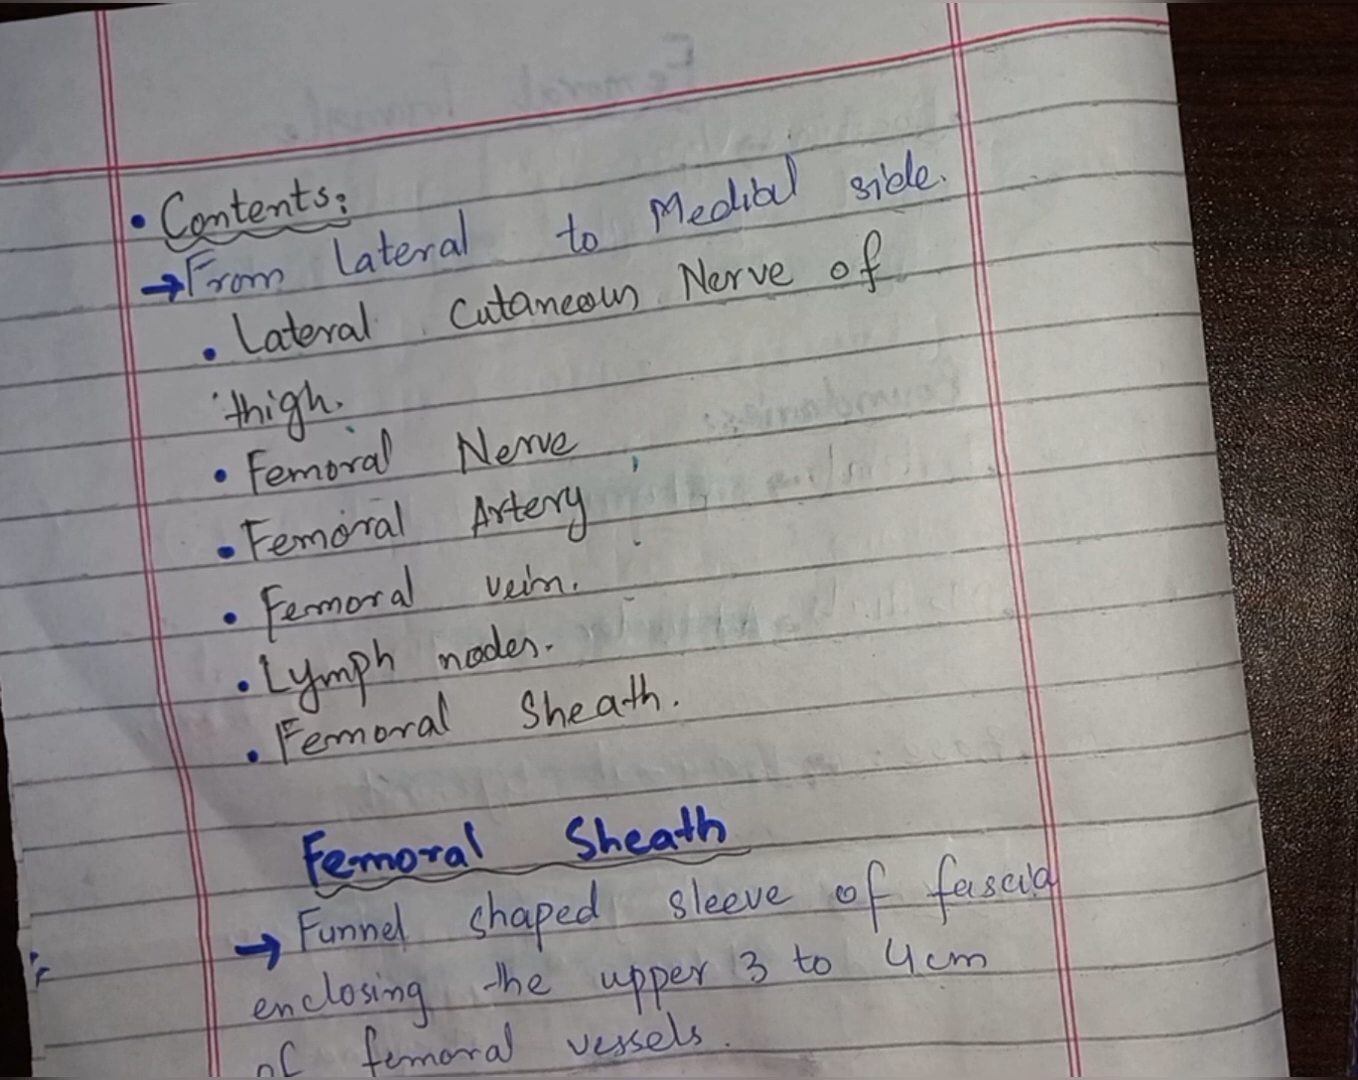 • Contents:
→ From lateral to Medial side.
• Lateral Cutaneous Nerve of
thigh.
• Femoral Nerve
• Femoral Artery
• Femoral vein.
• Lymph nodes.
• Femoral Sheath.
Femoral Sheath
→ Funnel shaped sleeve of fascia
enclosing the upper 3 to 4cm
of femoral vessels.